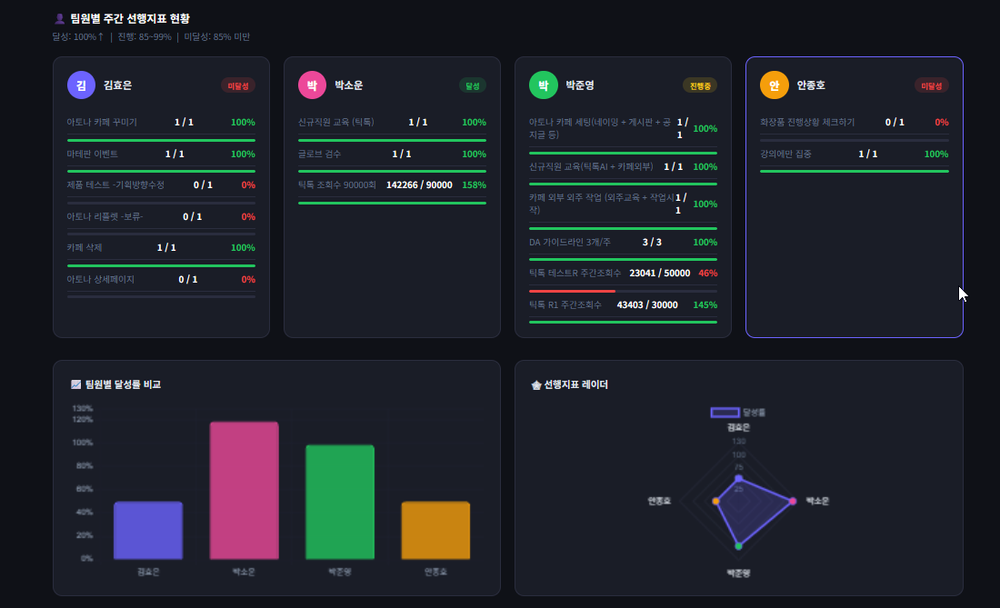 팀원별 주간 선행지표 현황
달성: 100%↑ | 진행: 85~99% | 미달성: 85% 미만
김 김효은 미달성
아토나 카페 꾸미기 1 / 1 100%
마테판 이벤트 1 / 1 100%
제품 테스트 -기획방향수정 0 / 1 0%
아토나 리플렛 -보류- 0 / 1 0%
카페 삭제 1 / 1 100%
아토나 상세페이지 0 / 1 0%
박 박소운 달성
신규직원 교육 (틱톡) 1 / 1 100%
글로브 검수 1 / 1 100%
틱톡 조회수 90000회 142266 / 90000 158%
박 박준영 진행중
아토나 카페 세팅(네이밍 + 게시판 + 공 1 / 100%
지글 등) 1
신규직원 교육(틱톡AI + 카페외부) 1 / 1 100%
카페 외부 외주 작업 (외주교육 + 작업시 1 / 100%
작) 1
DA 가이드라인 3개/주 3 / 3 100%
틱톡 테스트R 주간조회수 23041 / 50000 46%
틱톡 R1 주간조회수 43403 / 30000 145%
안 안종호 미달성
화장품 진행상황 체크하기 0 / 1 0%
강의에만 집중 1 / 1 100%
팀원별 달성률 비교
130%
120%
100%
80%
60%
40%
20%
0%
김효은 박소운 박준영 안종호
선행지표 레이더
달성률
김효은
130
100
75
25
안종호 박소운
박준영